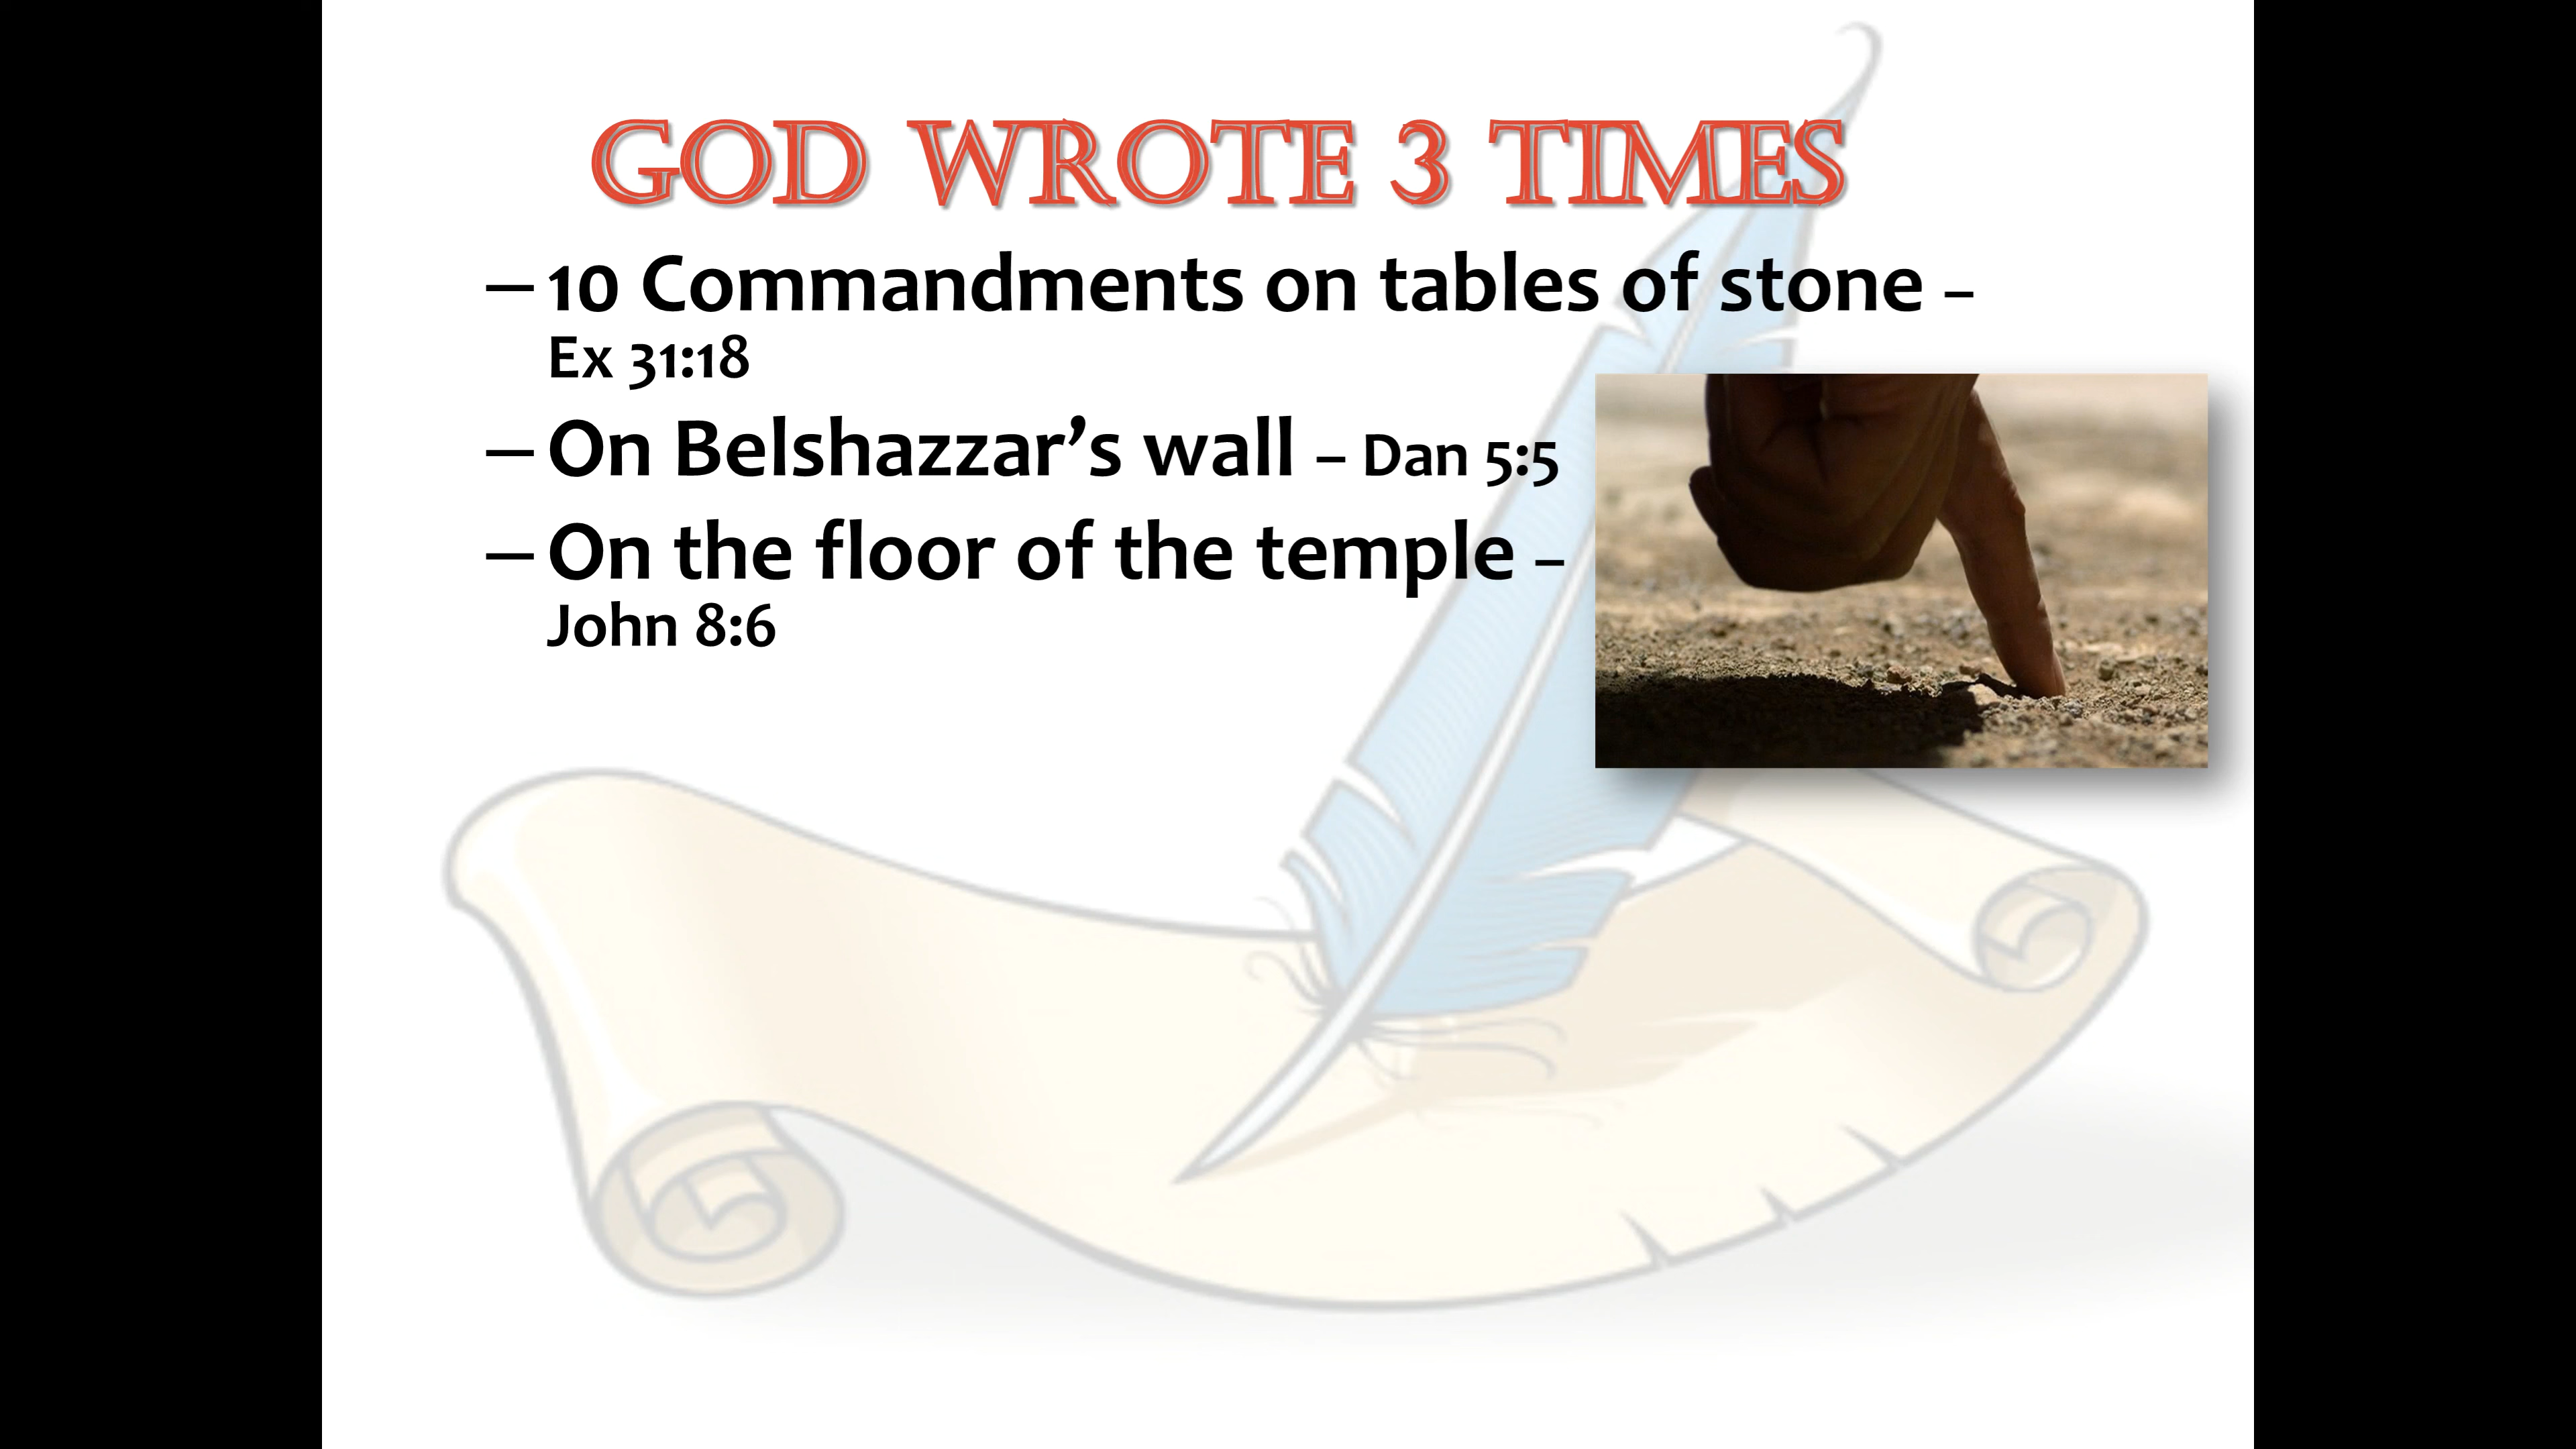 GOD WROTE 3 TIMES
– 10 Commandments on tables of stone –
Ex 31:18
– On Belshazzar’s wall – Dan 5:5
– On the floor of the temple –
John 8:6